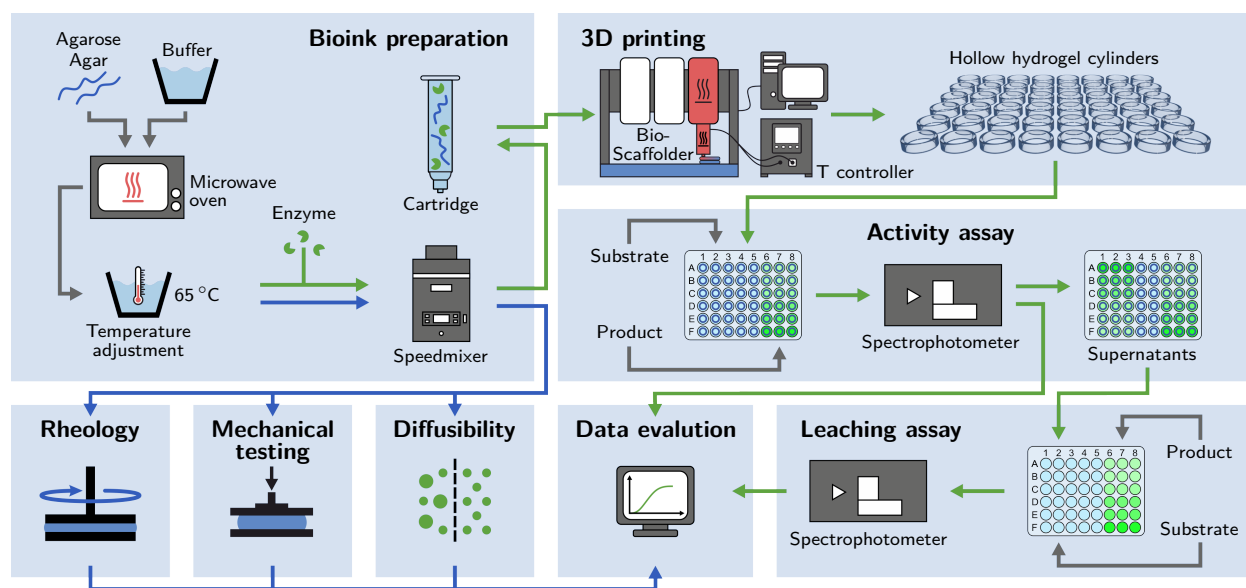 Bioink preparation
Agarose
Agar
Buffer
Microwave
oven
Enzyme
Cartridge
65 °C
Temperature
adjustment
Speedmixer
3D printing
Bio-
Scaffolder
T controller
Hollow hydrogel cylinders
Activity assay
Substrate
Product
1 2 3 4 5 6 7 8
A
B
C
D
E
F
Spectrophotometer
1 2 3 4 5 6 7 8
A
B
C
D
E
F
Supernatants
Rheology
Mechanical
testing
Diffusibility
Data evalution
Leaching assay
Spectrophotometer
1 2 3 4 5 6 7 8
A
B
C
D
E
F
Product
Substrate